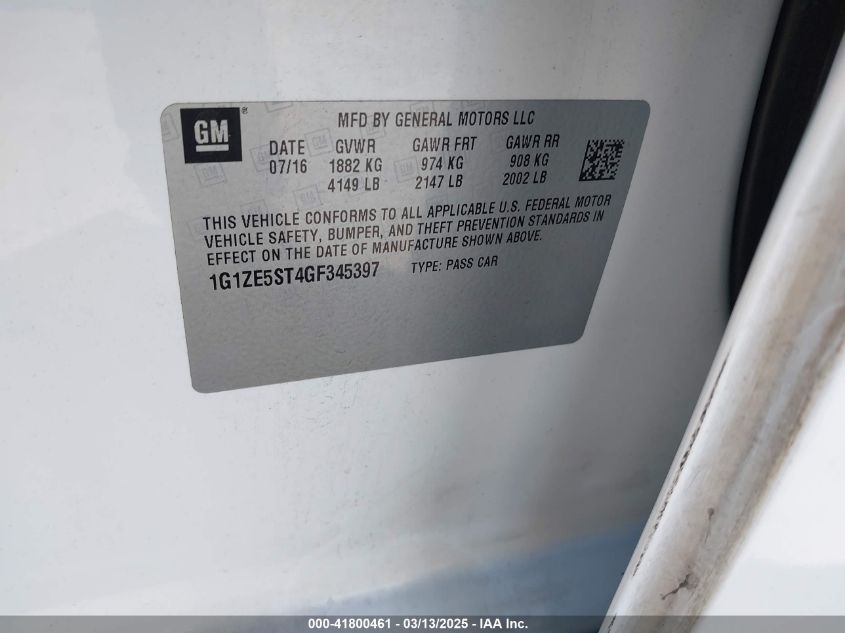 GM ®
MFD BY GENERAL MOTORS LLC
DATE GVWR GAWR FRT GAWR RR
07/16 1882 KG 974 KG 908 KG
4149 LB 2147 LB 2002 LB
THIS VEHICLE CONFORMS TO ALL APPLICABLE U.S. FEDERAL MOTOR
VEHICLE SAFETY, BUMPER, AND THEFT PREVENTION STANDARDS IN
EFFECT ON THE DATE OF MANUFACTURE SHOWN ABOVE.
1G1ZE5ST4GF345397 TYPE: PASS CAR
000-41800461 - 03/13/2025 - IAA Inc.